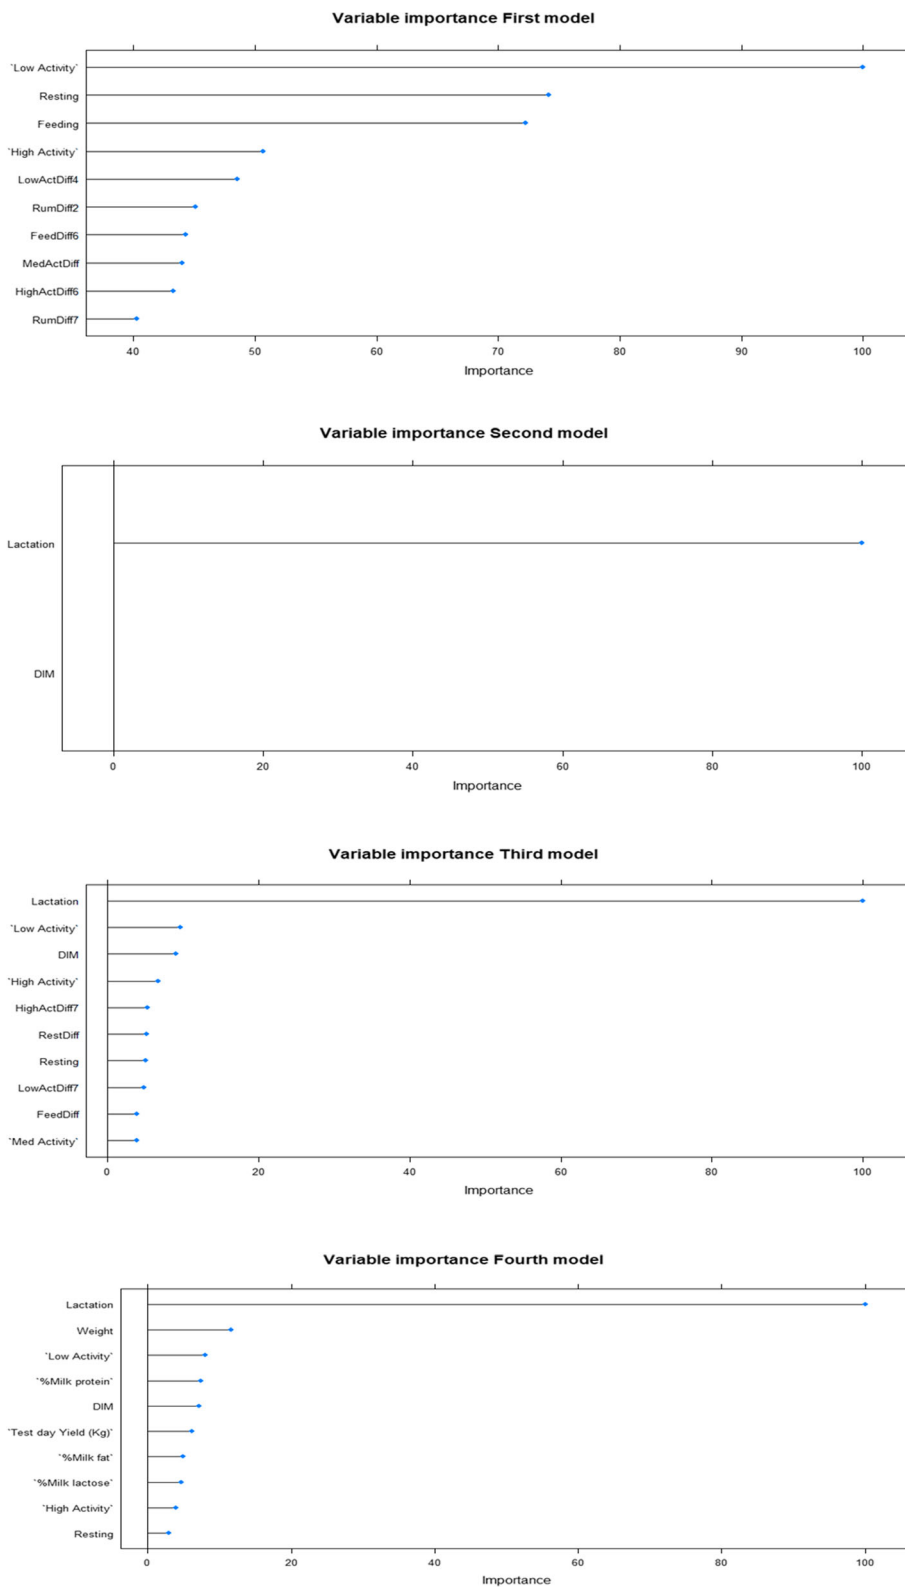 Variable importance First model
`Low Activity`
Resting
Feeding
`High Activity`
LowActDiff4
RumDiff2
FeedDiff6
MedActDiff
HighActDiff6
RumDiff7
40 50 60 70 80 90 100
Importance
Variable importance Second model
Lactation
DIM
0 20 40 60 80 100
Importance
Variable importance Third model
Lactation
`Low Activity`
DIM
`High Activity`
HighActDiff7
RestDiff
Resting
LowActDiff7
FeedDiff
`Med Activity`
0 20 40 60 80 100
Importance
Variable importance Fourth model
Lactation
Weight
`Low Activity`
`%Milk protein`
DIM
`Test day Yield (Kg)`
`%Milk fat`
`%Milk lactose`
`High Activity`
Resting
0 20 40 60 80 100
Importance